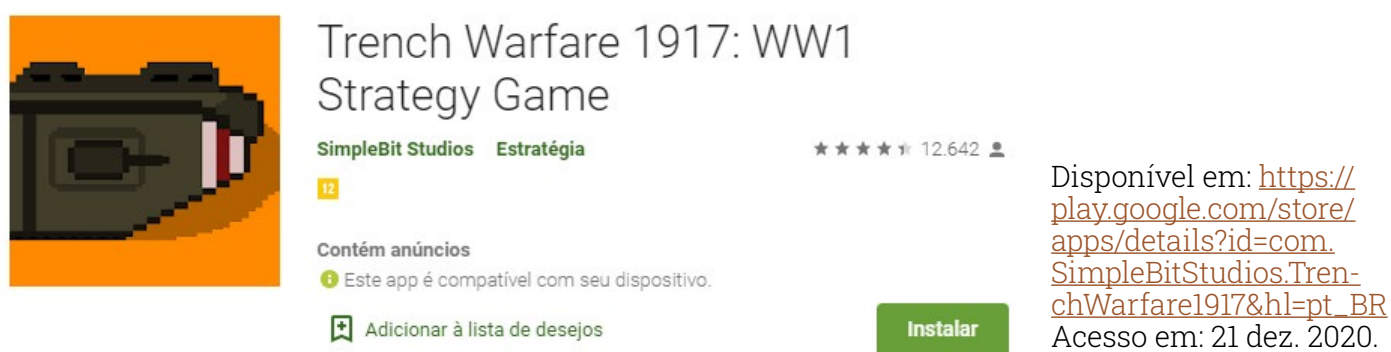 Trench Warfare 1917: WW1
Strategy Game
SimpleBit Studios Estratégia
12.642
12
Contém anúncios
Este app é compatível com seu dispositivo.
Adicionar à lista de desejos
Instalar
Disponível em: https://
play.google.com/store/
apps/details?id=com.
SimpleBitStudios.Tren-
chWarfare1917&hl=pt_BR
Acesso em: 21 dez. 2020.